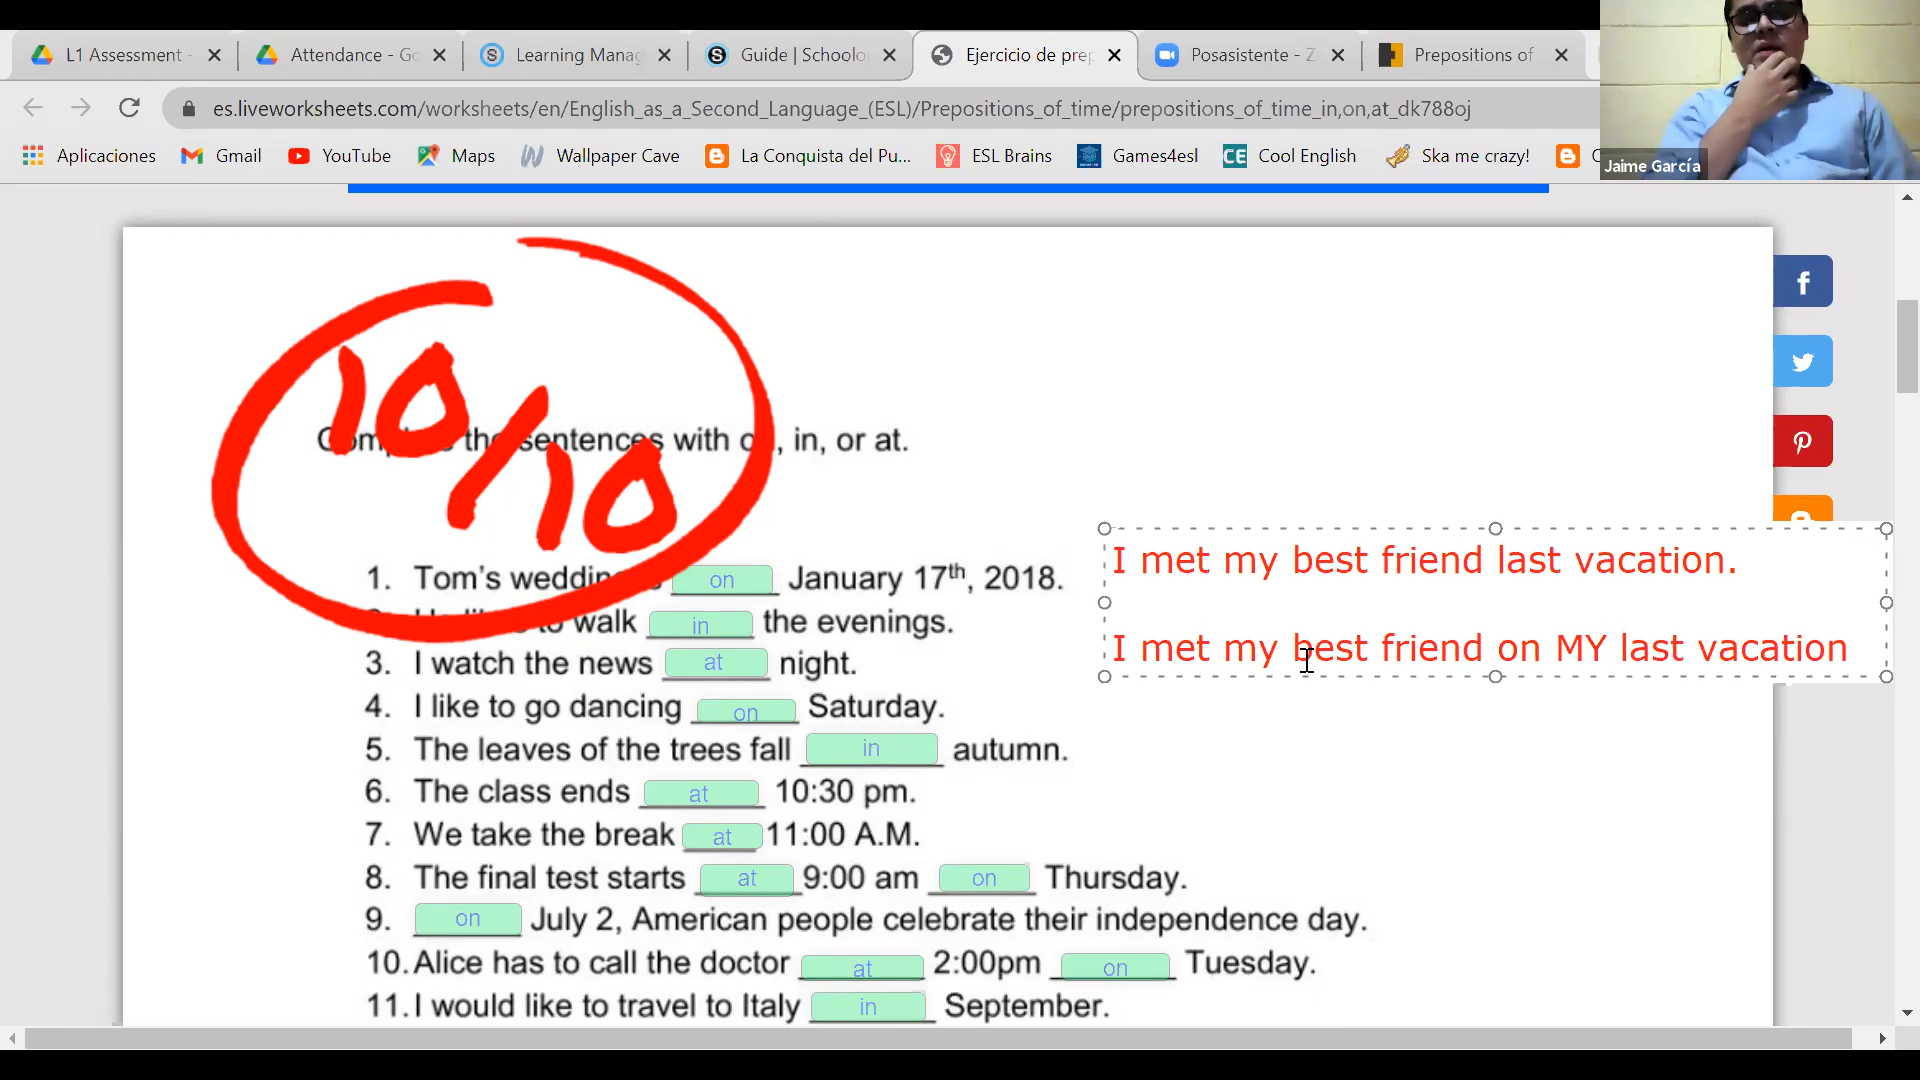 L1 Assessment -
Attendance - Go
Learning Manag
Guide | Schoolo
Ejercicio de prep
Posasistente - Z
Prepositions of
es.liveworksheets.com/worksheets/en/English_as_a_Second_Language_(ESL)/Prepositions_of_time/prepositions_of_time_in,on,at_dk788oj
Aplicaciones
Gmail
YouTube
Maps
Wallpaper Cave
La Conquista del Pu...
ESL Brains
Games4esl
CE Cool English
Ska me crazy!
Jaime García
10/10
the sentences with , in, or at.
I met my best friend last vacation.
I met my best friend on MY last vacation
1. Tom's wedding on January 17th, 2018.
to walk in the evenings.
3. I watch the news at night.
4. I like to go dancing on Saturday.
5. The leaves of the trees fall in autumn.
6. The class ends at 10:30 pm.
7. We take the break at 11:00 A.M.
8. The final test starts at 9:00 am on Thursday.
9. on July 2, American people celebrate their independence day.
10. Alice has to call the doctor at 2:00pm on Tuesday.
11. I would like to travel to Italy in September.